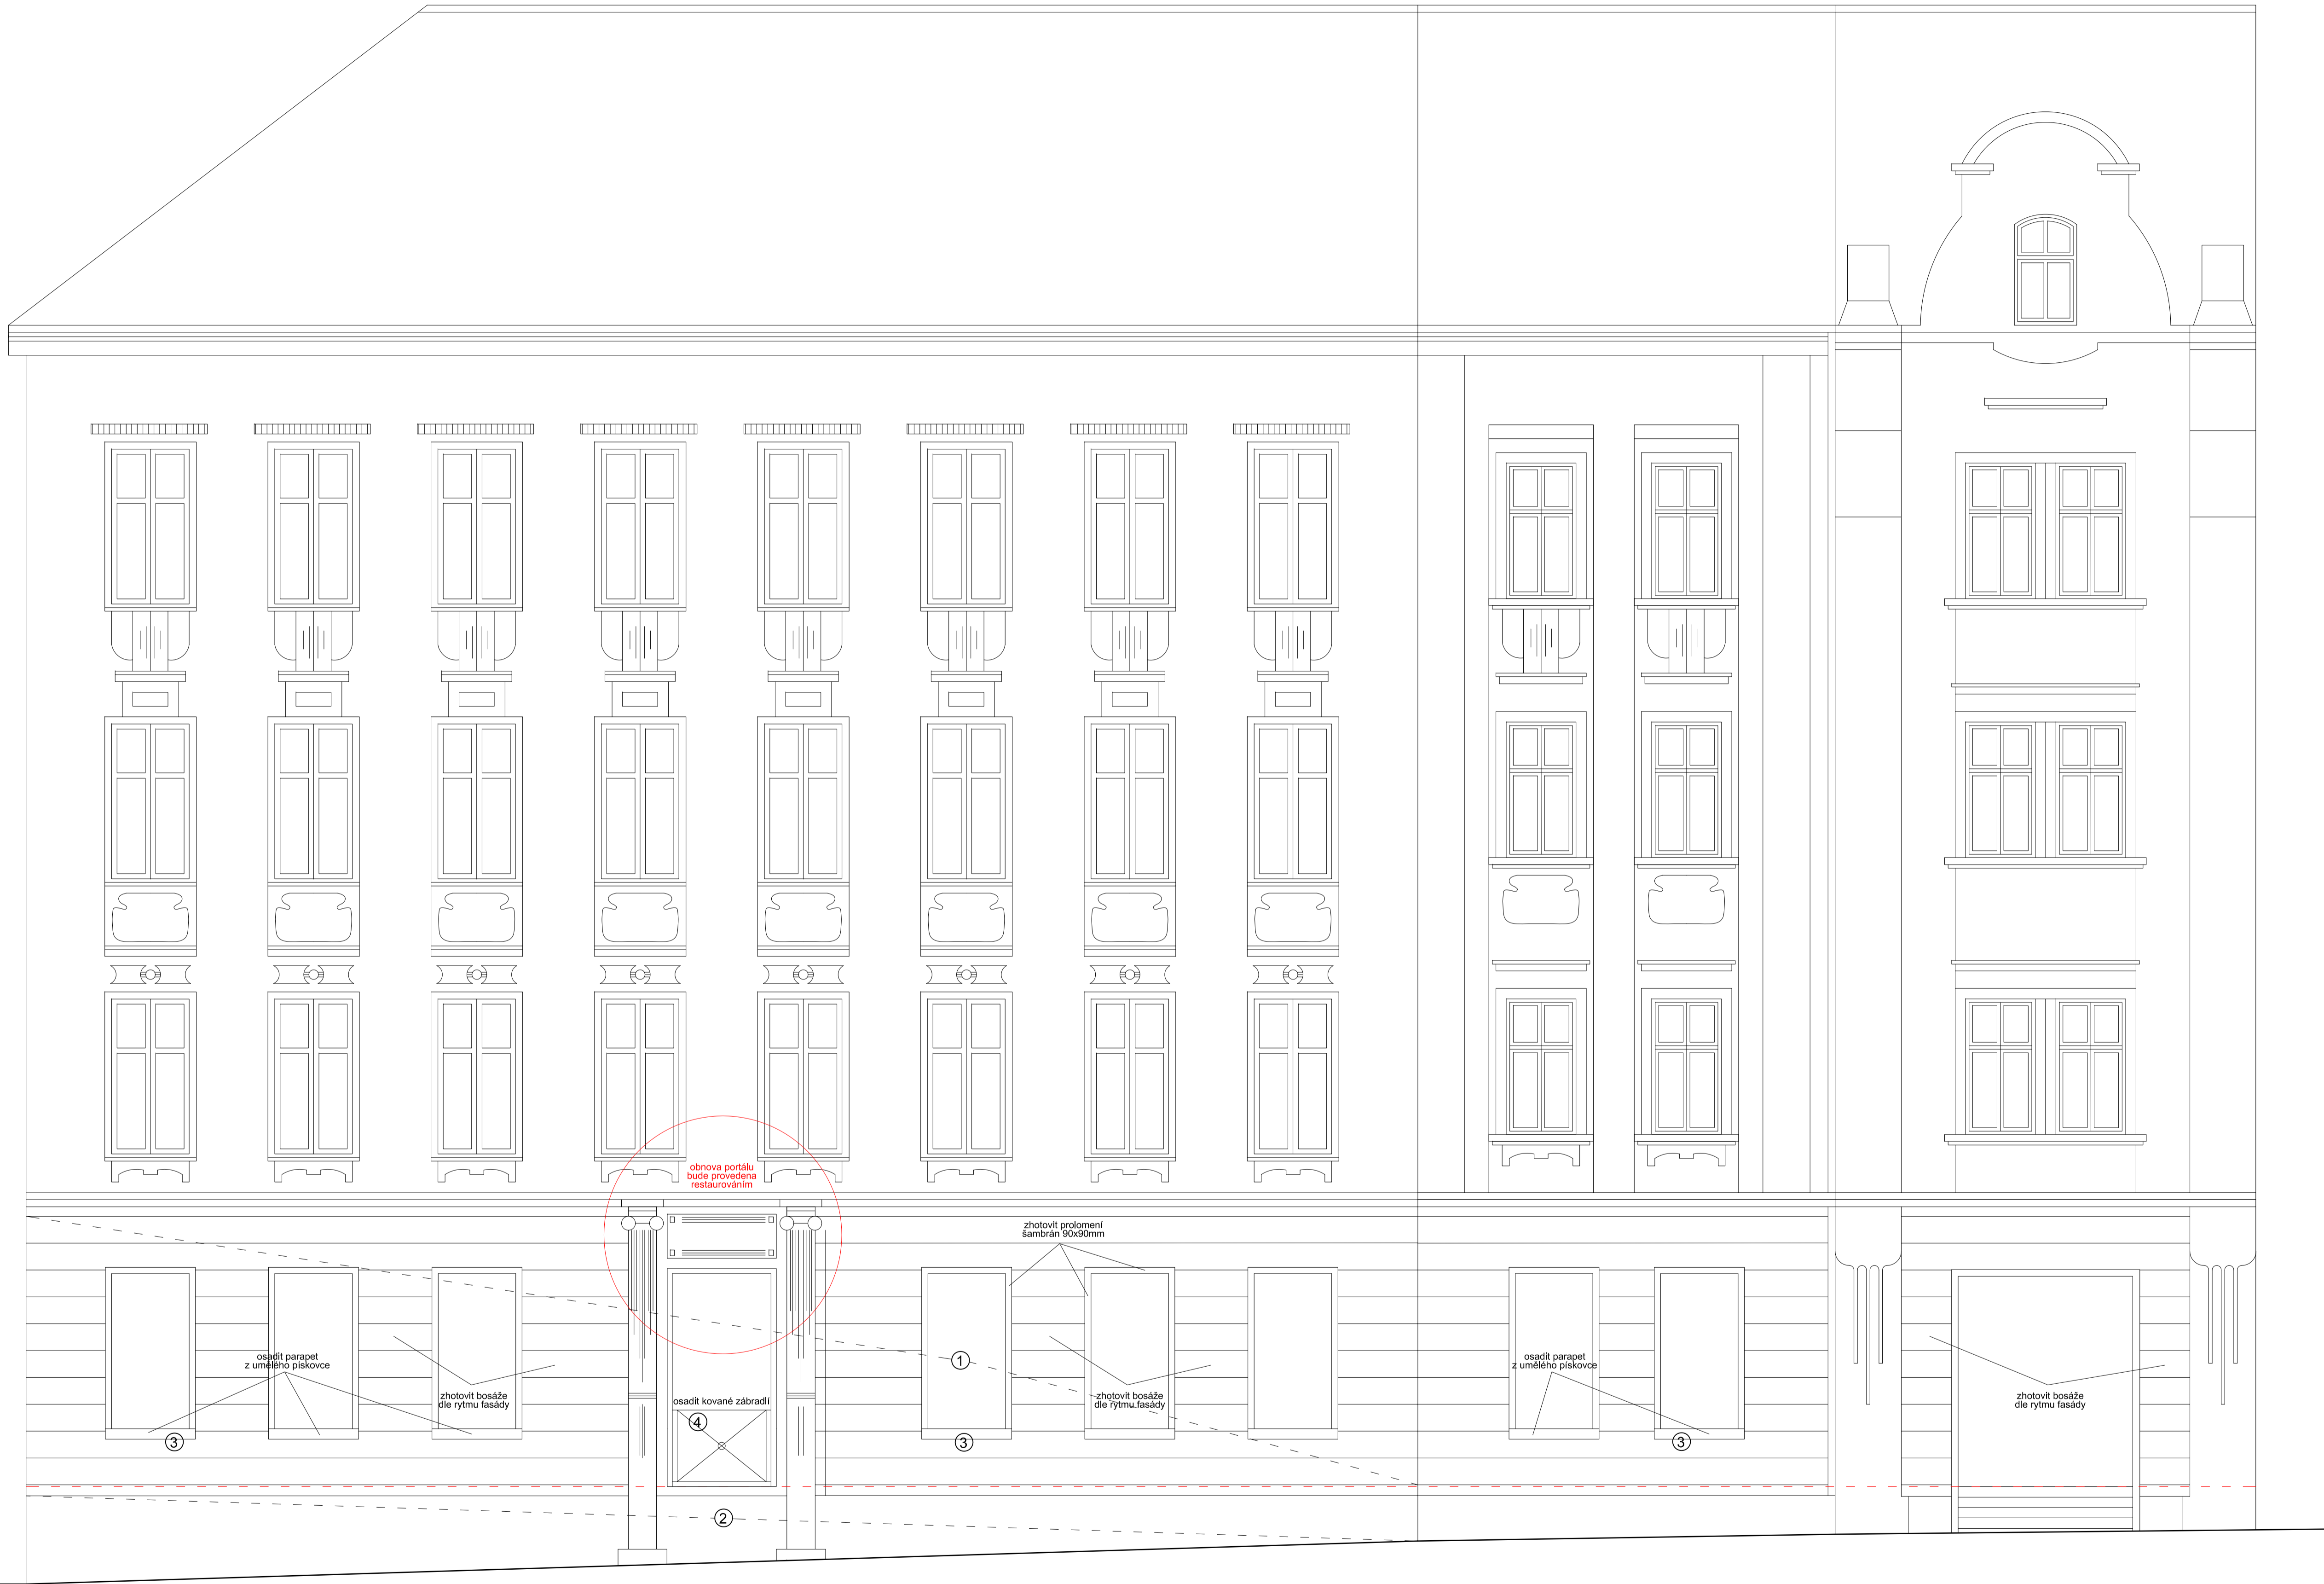 obnova portálu
bude provedena
restaurováním
zhotovit prolomení
šambrán 90x90mm
osadit parapet
z umělého pískovce
1
osadit parapet
z umělého pískovce
zhotovit bosáže
dle rytmu fasády
osadit kované zábradlí
zhotovit bosáže
dle rytmu fasády
zhotovit bosáže
dle rytmu fasády
4
3
3
3
2